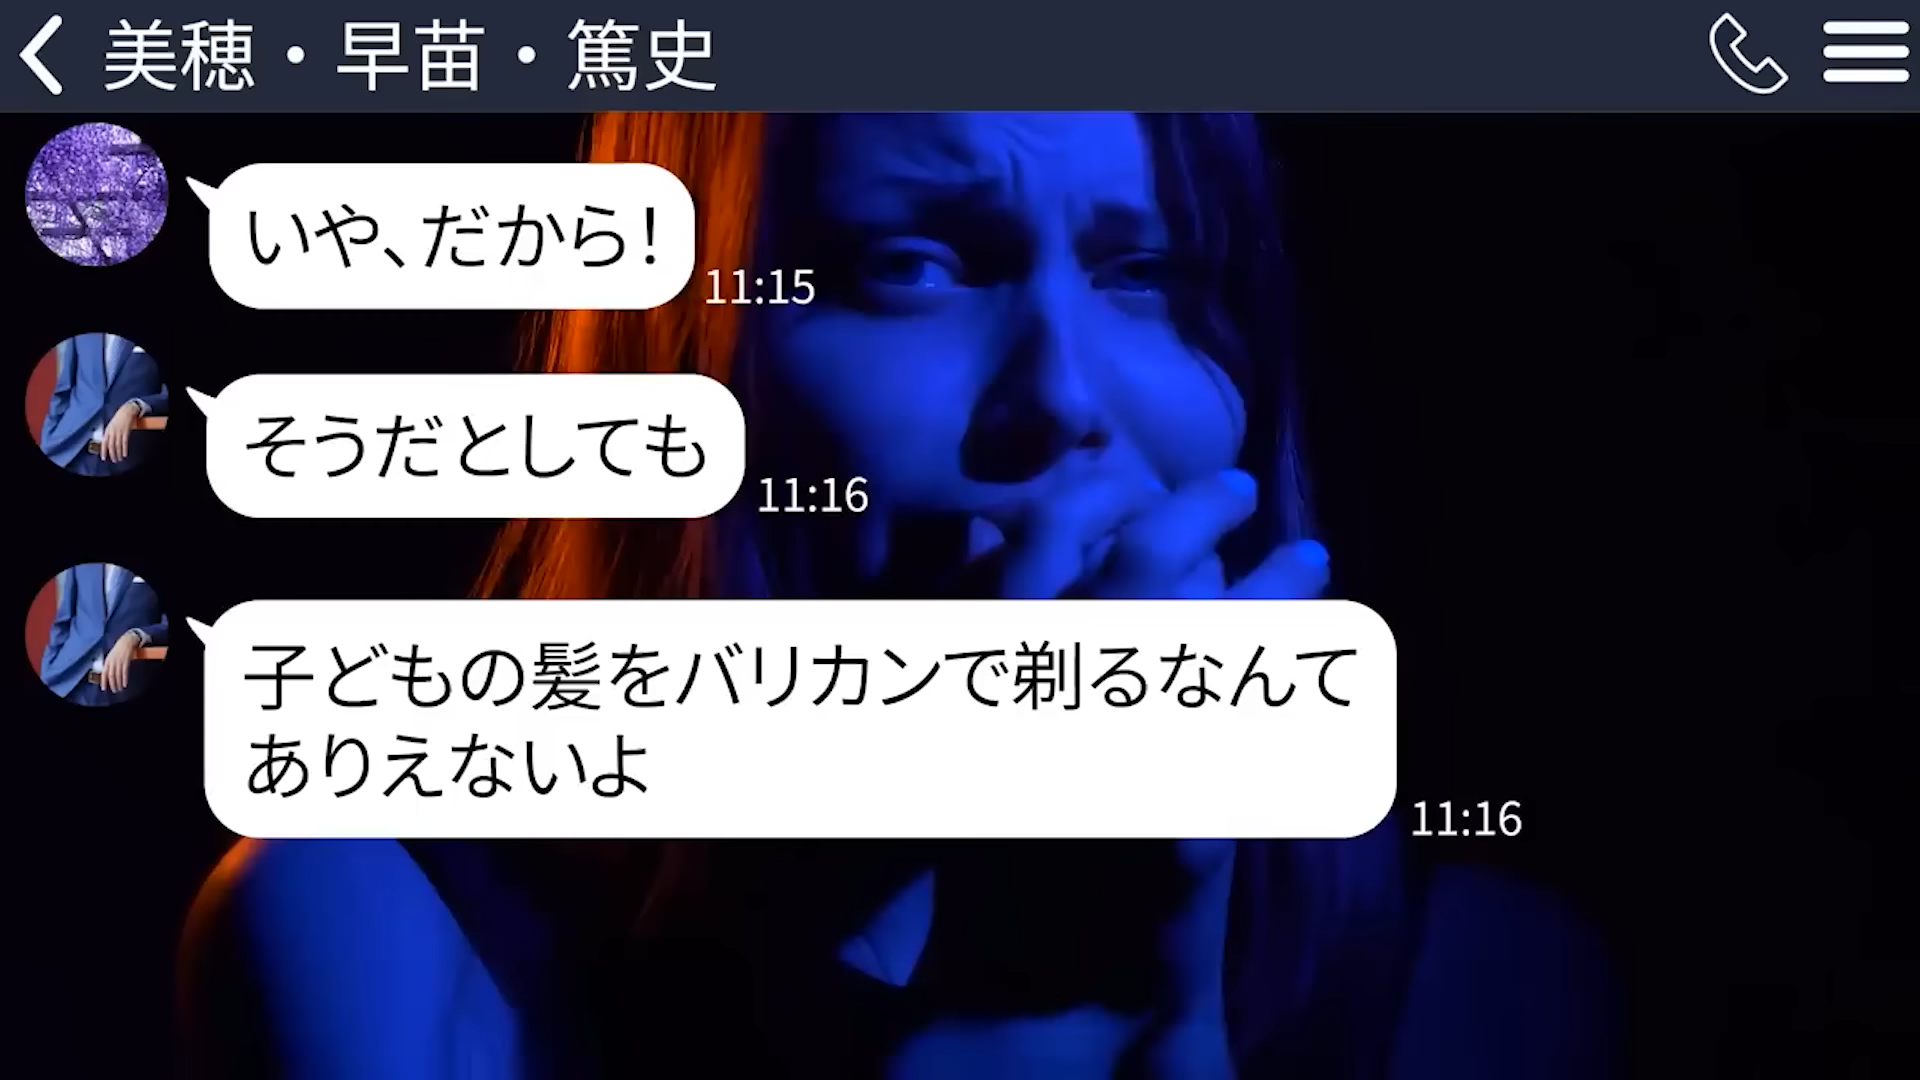 美穂・早苗・篤史
いや、だから！
11:15
そうだとしても
11:16
子どもの髪をバリカンで剃るなんて
ありえないよ
11:16